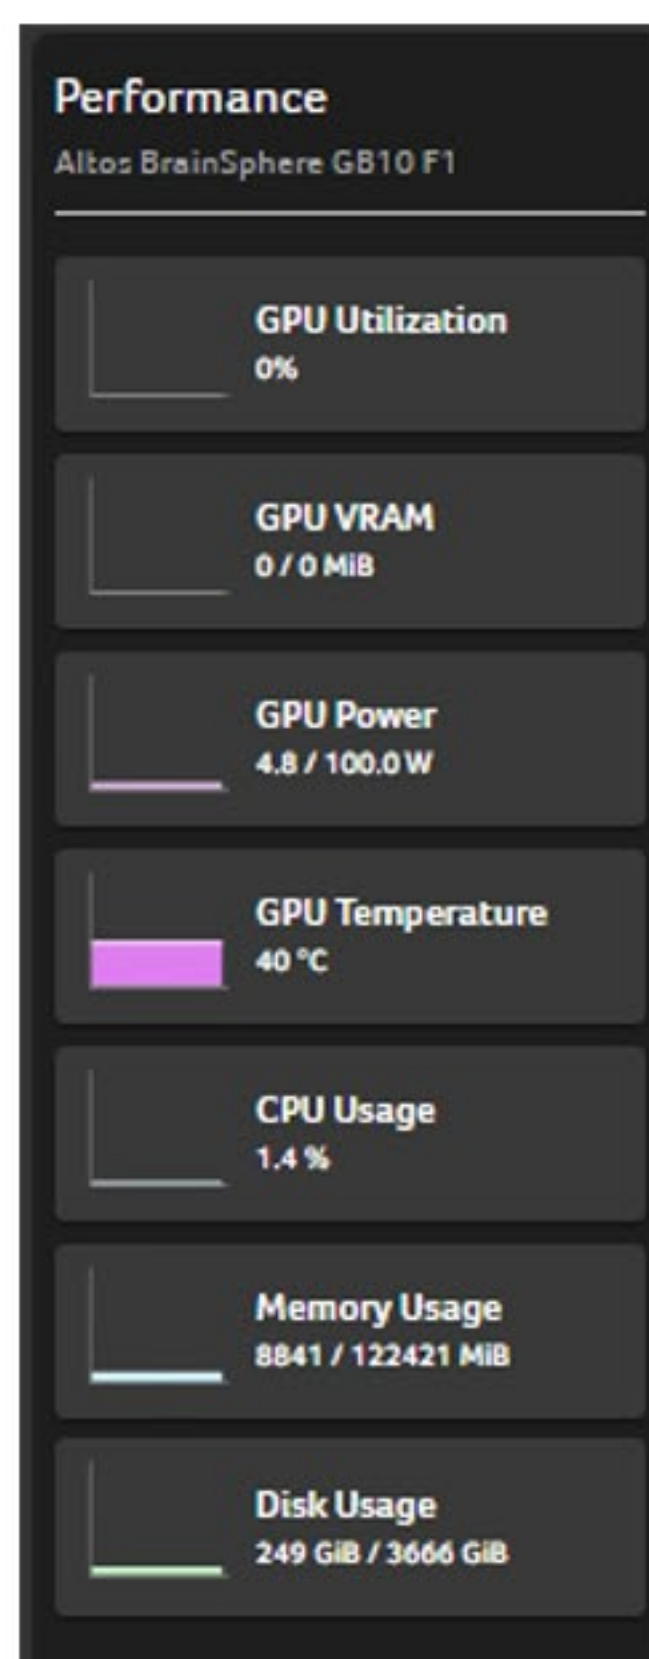 Performance
Altos BrainSphere GB10 F1
GPU Utilization
0%
GPU VRAM
0 / 0 MiB
GPU Power
4.8 / 100.0 W
GPU Temperature
40 °C
CPU Usage
1.4 %
Memory Usage
8841 / 122421 MiB
Disk Usage
249 GiB / 3666 GiB